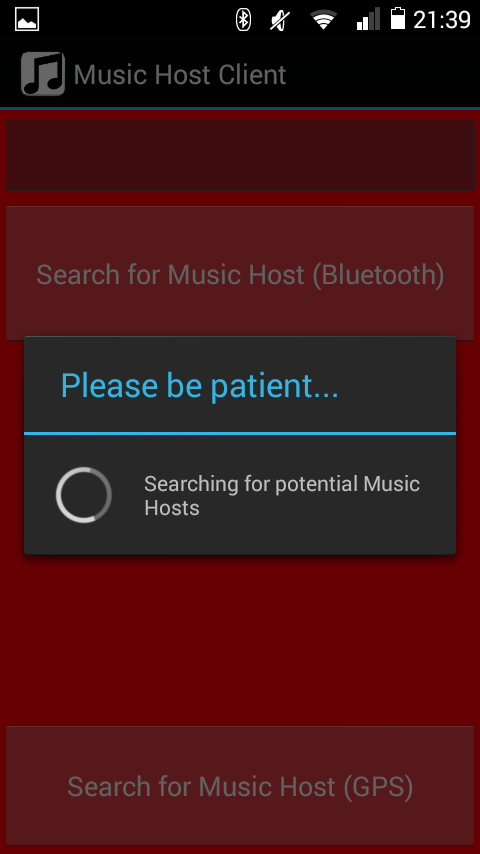 21:39
Music Host Client
Search for Music Host (Bluetooth)
Please be patient...
Searching for potential Music
Hosts
Search for Music Host (GPS)